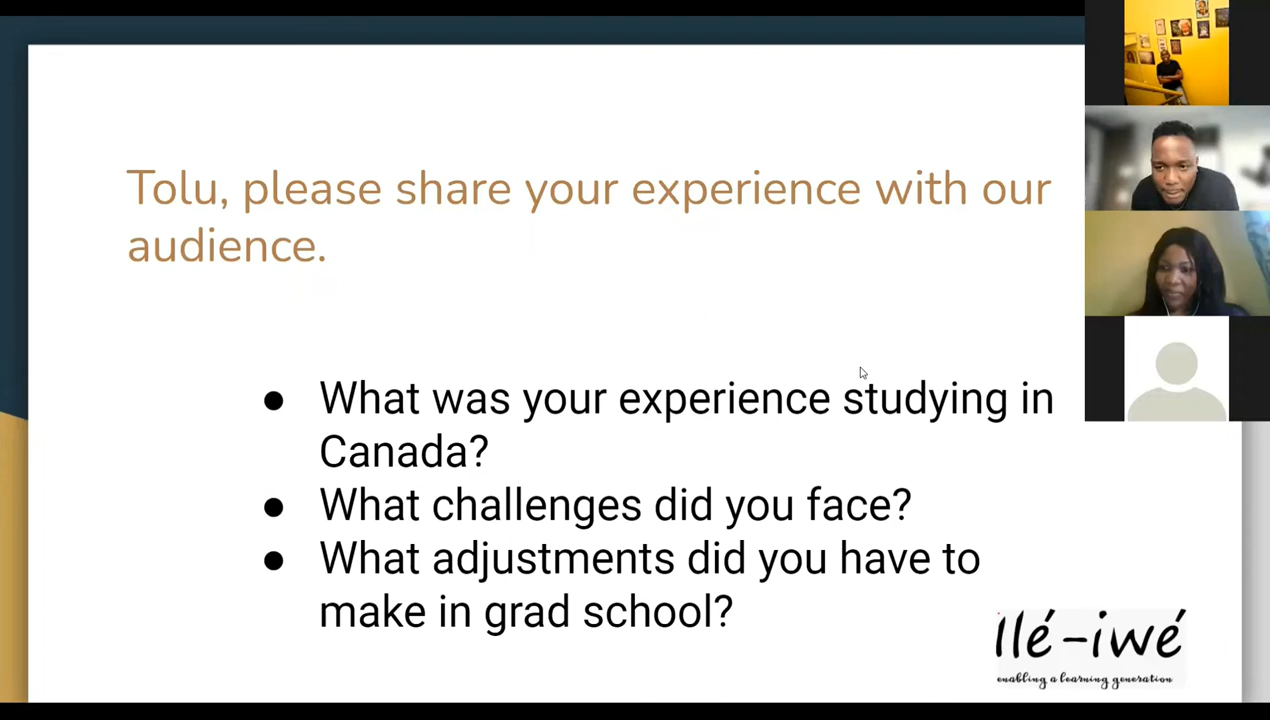 Tolu, please share your experience with our
audience.
● What was your experience studying in
Canada?
● What challenges did you face?
● What adjustments did you have to
make in grad school?
Ilé-iwé
enabling a learning generation